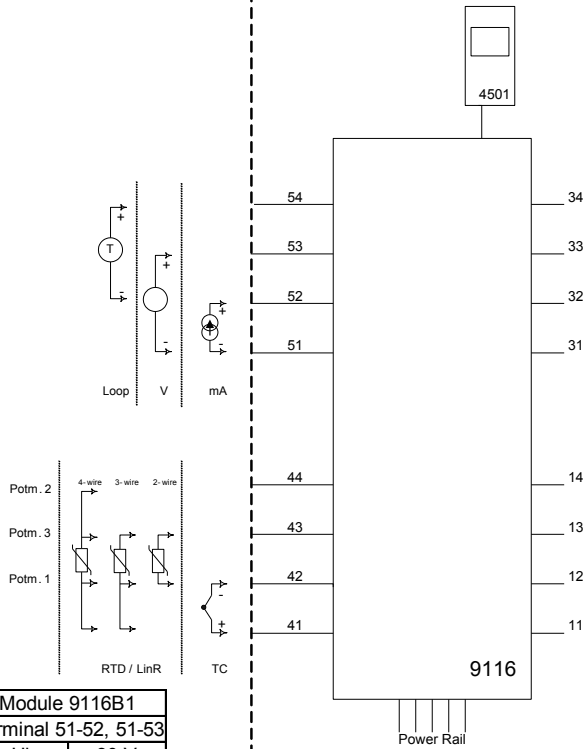 4501
54
34
+
53
33
T
+
52
32
-
+
51
31
-
-
Loop
V
mA
44
14
Potm. 2
4-wire
3-wire
2-wire
43
13
Potm. 3
42
12
Potm. 1
-
+
41
11
RTD / LinR
TC
9116
Module 9116B1
rminal 51-52, 51-53
Power Rail